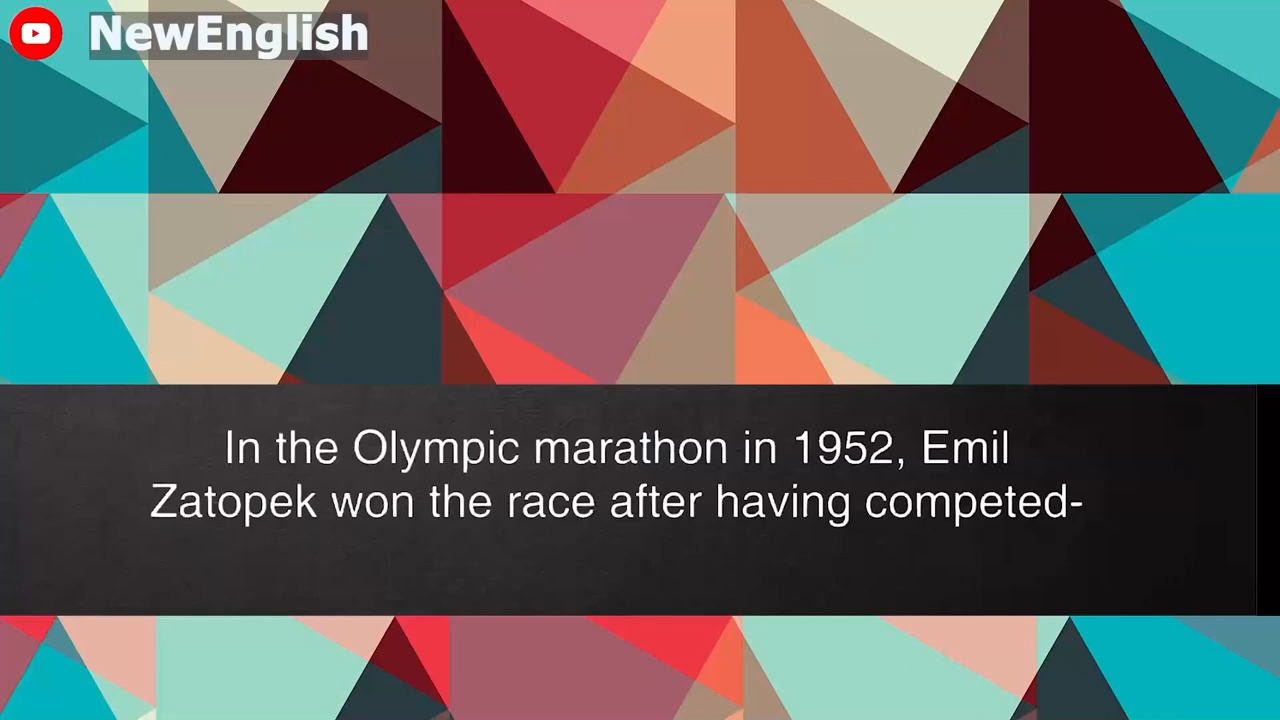 NewEnglish
In the Olympic marathon in 1952, Emil
Zatopek won the race after having competed-